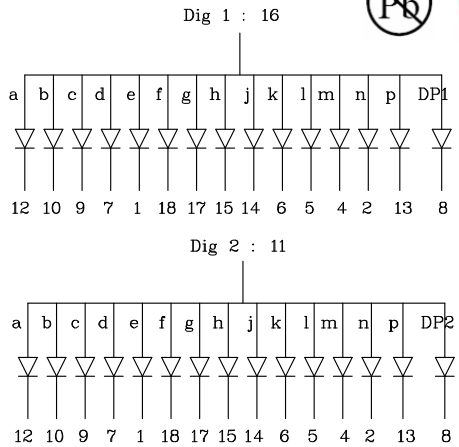 Dig 1 : 16
Pb
a b c d e f g h j k l m n p DP1
12 10 9 7 1 18 17 15 14 6 5 4 2 13 8
Dig 2 : 11
a b c d e f g h j k l m n p DP2
12 10 9 7 1 18 17 15 14 6 5 4 2 13 8